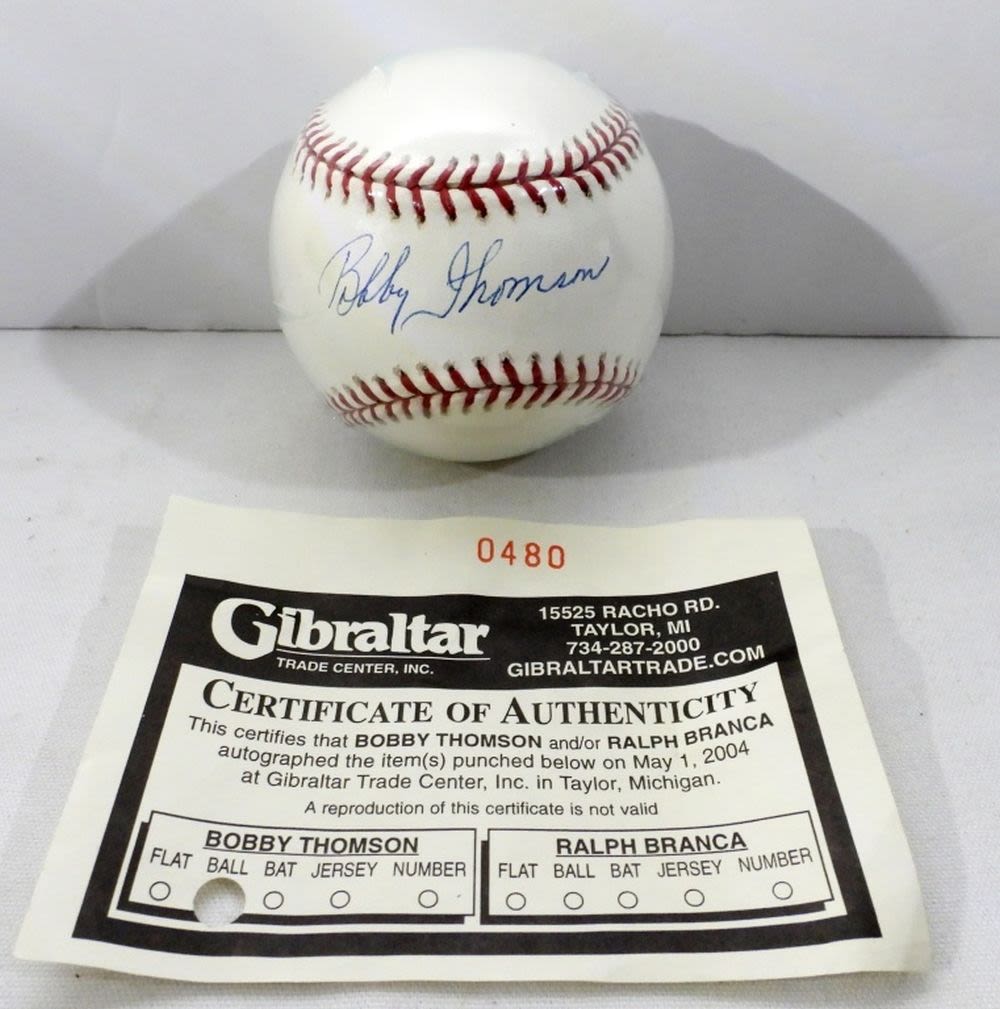 Bobby Thomson
0480
Gibraltar
TRADE CENTER, INC.
15525 RACHO RD.
TAYLOR, MI
734-287-2000
GIBRALTARTRADE.COM
CERTIFICATE OF AUTHENTICITY
This certifies that BOBBY THOMSON and/or RALPH BRANCA
autographed the item(s) punched below on May 1, 2004
at Gibraltar Trade Center, Inc. in Taylor, Michigan.
A reproduction of this certificate is not valid
BOBBY THOMSON
FLAT BALL BAT JERSEY NUMBER
RALPH BRANCA
FLAT BALL BAT JERSEY NUMBER